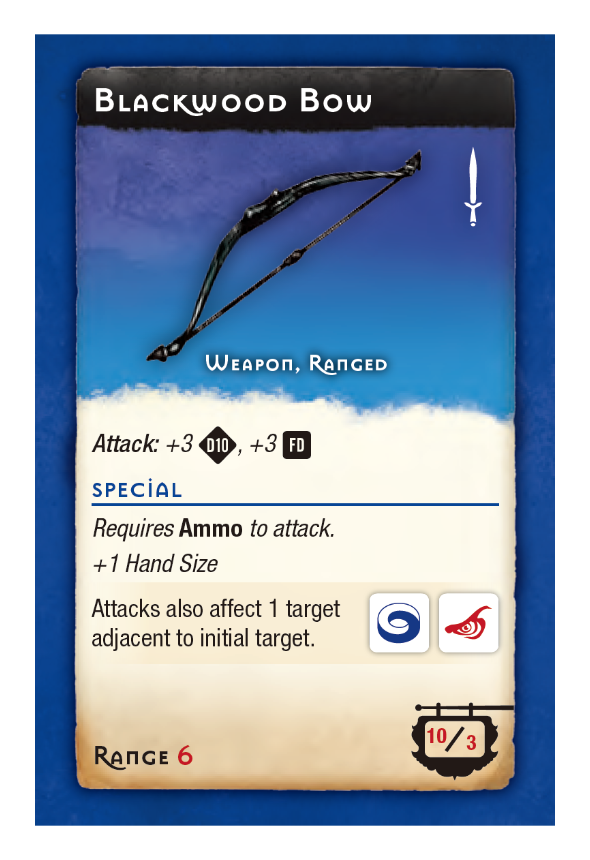 Blackwood Bow
Weapon, Ranged
Attack: +3 D10, +3 FD
SPECIAL
Requires Ammo to attack.
+1 Hand Size
Attacks also affect 1 target
adjacent to initial target.
Range 6
10/3